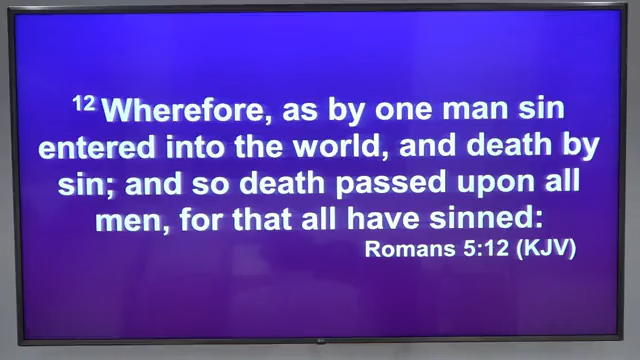 12 Wherefore, as by one man sin
entered into the world, and death by
sin; and so death passed upon all
men, for that all have sinned:
Romans 5:12 (KJV)